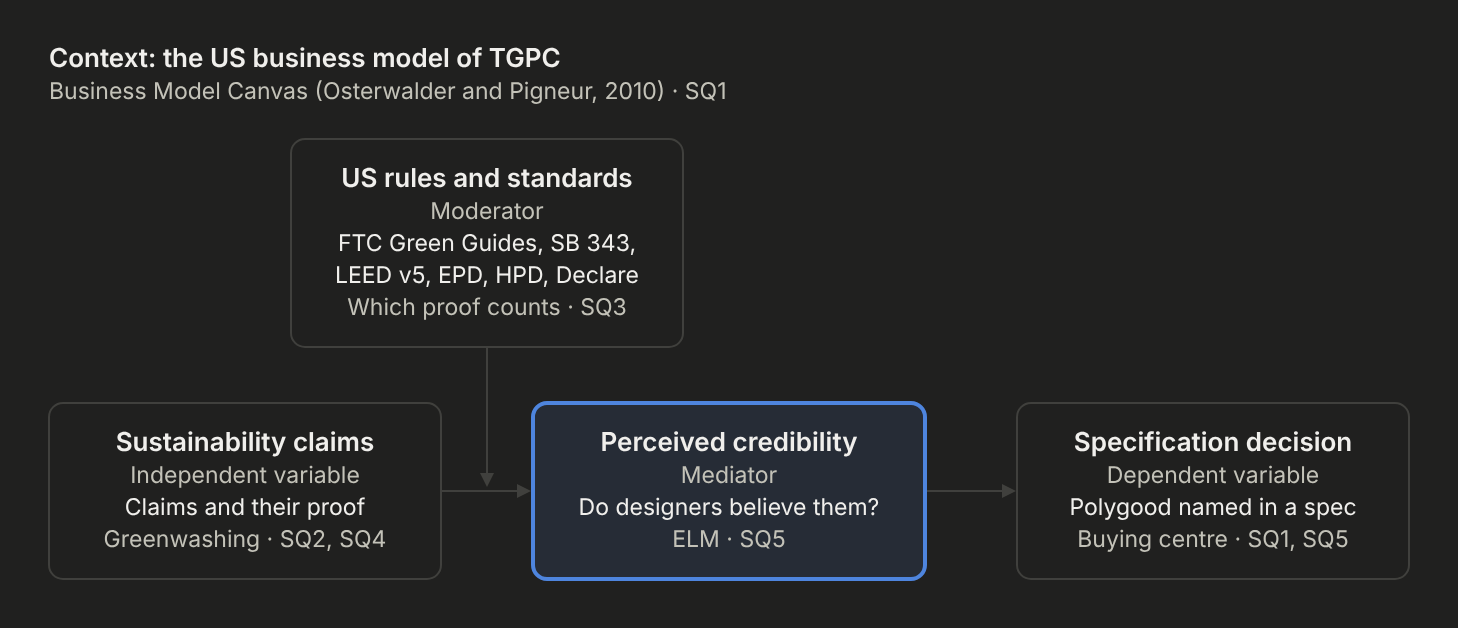 Context: the US business model of TGPC
Business Model Canvas (Osterwalder and Pigneur, 2010) · SQ1
US rules and standards
Moderator
FTC Green Guides, SB 343,
LEED v5, EPD, HPD, Declare
Which proof counts · SQ3
Sustainability claims
Independent variable
Claims and their proof
Greenwashing · SQ2, SQ4
Perceived credibility
Mediator
Do designers believe them?
ELM · SQ5
Specification decision
Dependent variable
Polygood named in a spec
Buying centre · SQ1, SQ5